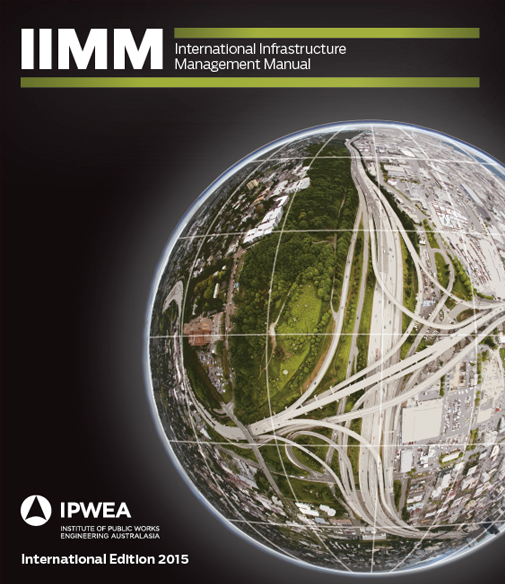 IIMM
International Infrastructure
Management Manual
IPWEA
INSTITUTE OF PUBLIC WORKS
ENGINEERING AUSTRALASIA
International Edition 2015